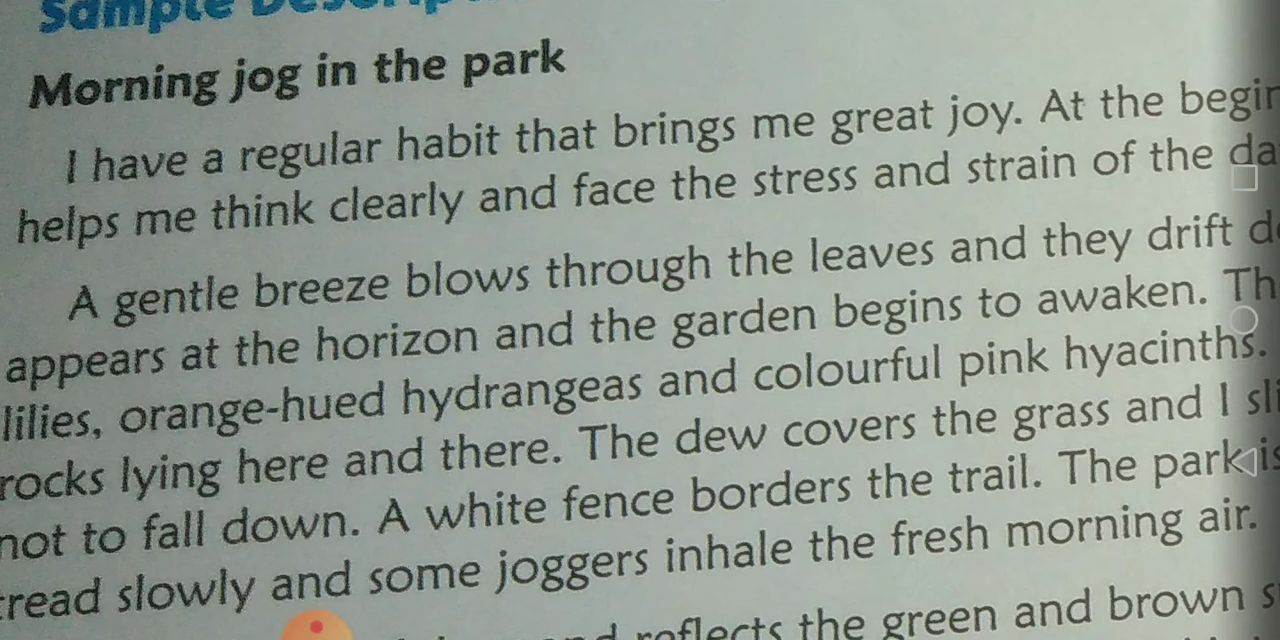 Sample
Morning jog in the park
I have a regular habit that brings me great joy. At the
helps me think clearly and face the stress and strain of the
A gentle breeze blows through the leaves and they drift
appears at the horizon and the garden begins to awaken.
lilies, orange-hued hydrangeas and colourful pink hyacinths.
rocks lying here and there. The dew covers the grass and I
not to fall down. A white fence borders the trail. The park is
tread slowly and some joggers inhale the fresh morning air.
reflects the green and brown